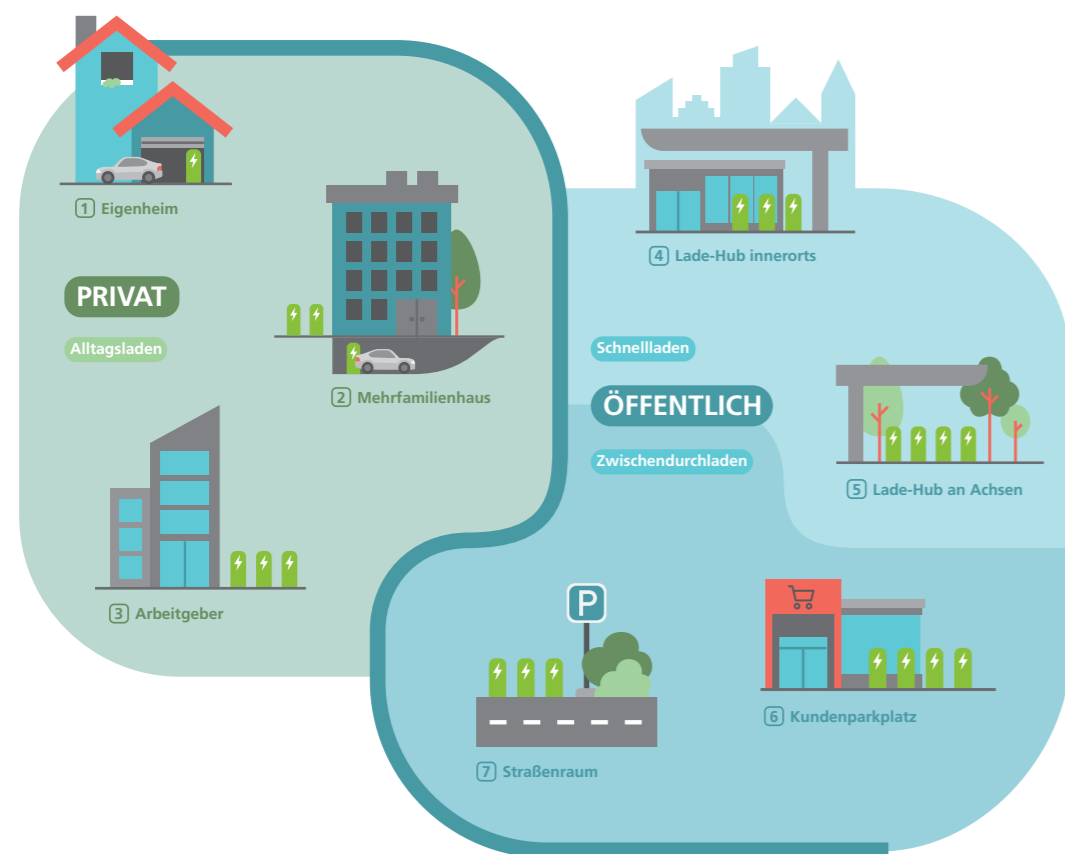 1 Eigenheim
PRIVAT
Alltagsladen
2 Mehrfamilienhaus
3 Arbeitgeber
4 Lade-Hub innerorts
Schnellladen
ÖFFENTLICH
Zwischendurchladen
5 Lade-Hub an Achsen
P
6 Kundenparkplatz
7 Straßenraum